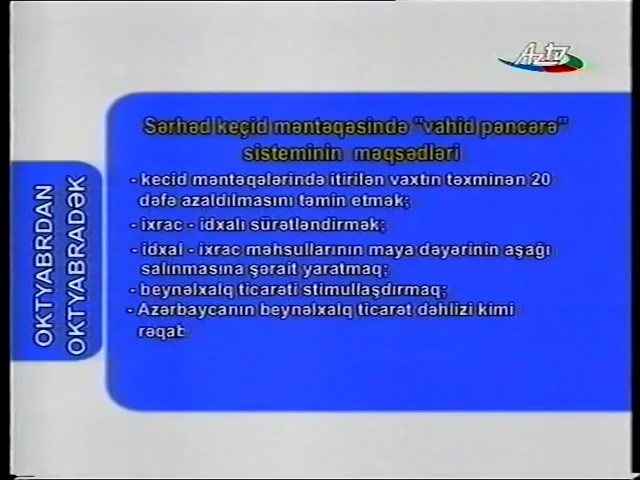 AzTV
Sərhəd keçid məntəqəsində "vahid pəncərə"
sisteminin məqsədləri
- kecid məntəqələrində itirilən vaxtın təxminən 20
dəfə azaldılmasını təmin etmək;
- ixrac - idxalı sürətləndirmək;
- idxal - ixrac məhsullarının maya dəyərinin aşağı
salınmasına şərait yaratmaq;
- beynəlxalq ticarəti stimullaşdırmaq;
- Azərbaycanın beynəlxalq ticarət dəhlizi kimi
rəqab
OKTYABRDAN
OKTYABRADƏK